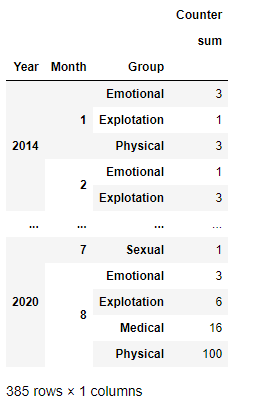 Counter
sum
Year Month Group
Emotional 3
1 Explotation 1
2014 Physical 3
2 Emotional 1
Explotation 3
... ... ... ...
7 Sexual 1
Emotional 3
2020 Explotation 6
8 Medical 16
Physical 100
385 rows × 1 columns